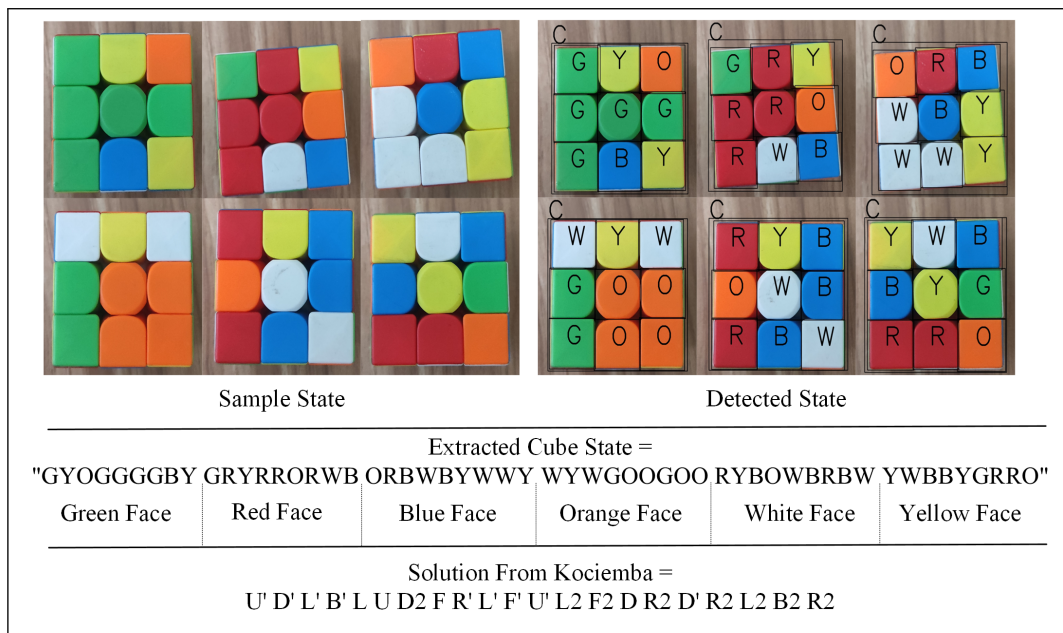 C C C
G Y O G R Y O R B
G G G R R O W B Y
G B Y R W B W W Y
C C C
W Y W R Y B Y W B
G O O O W B B Y G
G O O R B W R R O
Sample State Detected State
Extracted Cube State =
"GYOGGGGBY GRYRRORWB ORBWBYWWY WYWGOOGOO RYBOWBRBW YWBBYGRRO"
Green Face Red Face Blue Face Orange Face White Face Yellow Face
Solution From Kociemba =
U' D' L' B' L U D2 F R' L' F' U' L2 F2 D R2 D' R2 L2 B2 R2